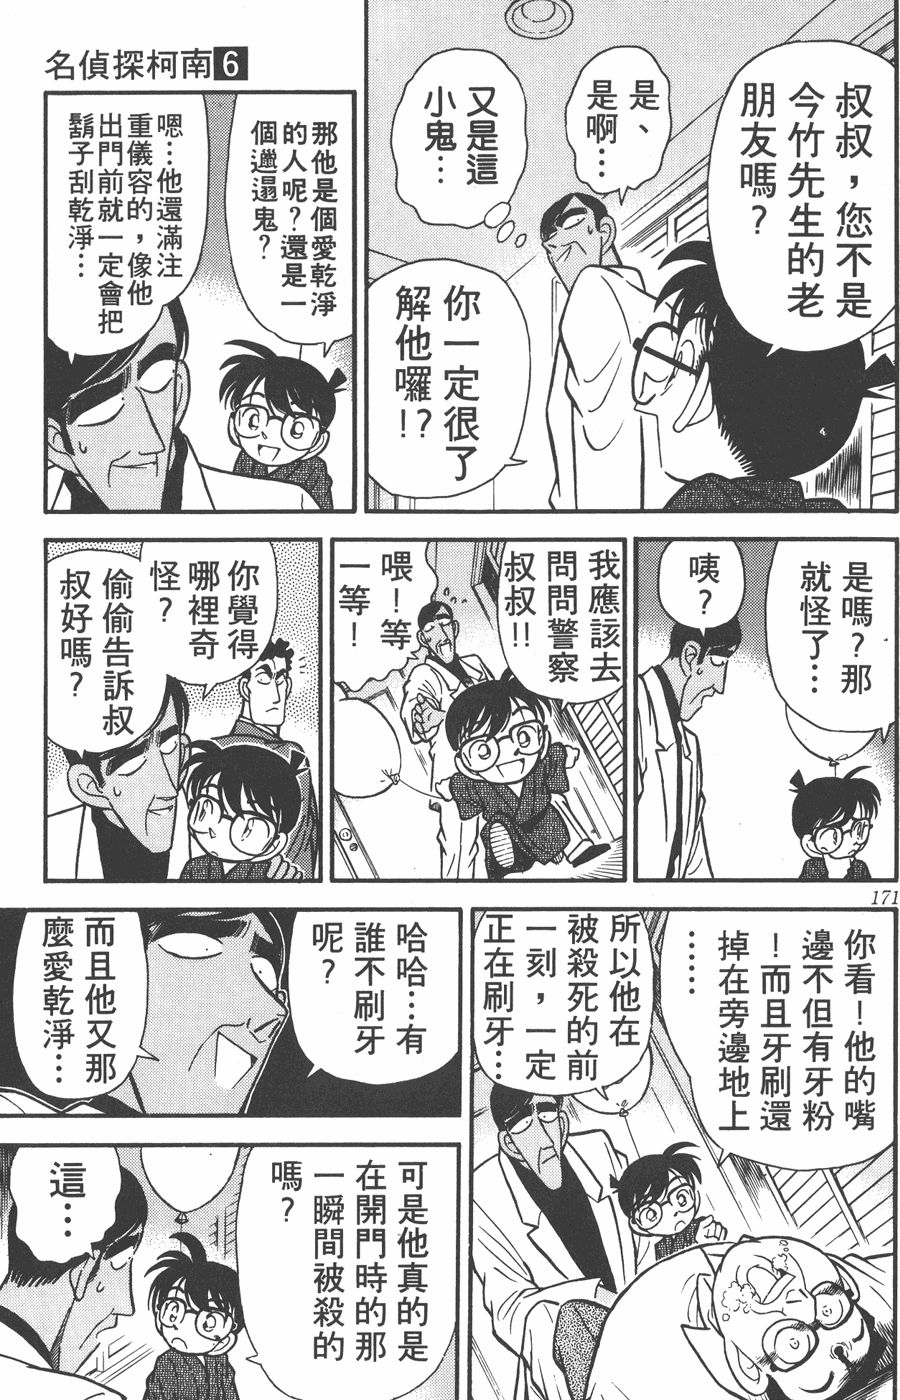 名偵探柯南6
叔叔，您不是
今竹先生的老
朋友嗎？
是、
是啊…
又是這
小鬼…
你一定很了
解他囉！？
那他是個愛乾淨
的人呢？還是一
個邋遢鬼？
嗯…他還滿注
重儀容的，像他
出門前就一定會把
鬍子刮乾淨…
是嗎？那
就怪了…
咦？
我應該去
問問警察
叔叔！！
喂！等
一等！
你覺得
哪裡奇
怪？
偷偷告訴叔
叔好嗎？
171
你看！他的嘴
邊不但有牙粉
！而且牙刷還
掉在旁邊地上
……
所以他在
被殺死的前
一刻，一定
正在刷牙…
哈哈…有
誰不刷牙
呢？
而且他又那
麼愛乾淨…
可是他真的是
在開門時的那
一瞬間被殺的
嗎？
這…